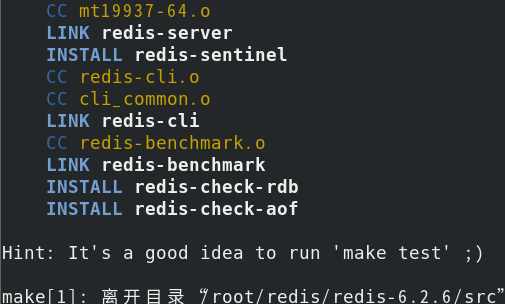 CC mt19937-64.o
LINK redis-server
INSTALL redis-sentinel
CC redis-cli.o
CC cli_common.o
LINK redis-cli
CC redis-benchmark.o
LINK redis-benchmark
INSTALL redis-check-rdb
INSTALL redis-check-aof
Hint: It's a good idea to run 'make test' ;)
make[1]: 离开目录“/root/redis/redis-6.2.6/src”